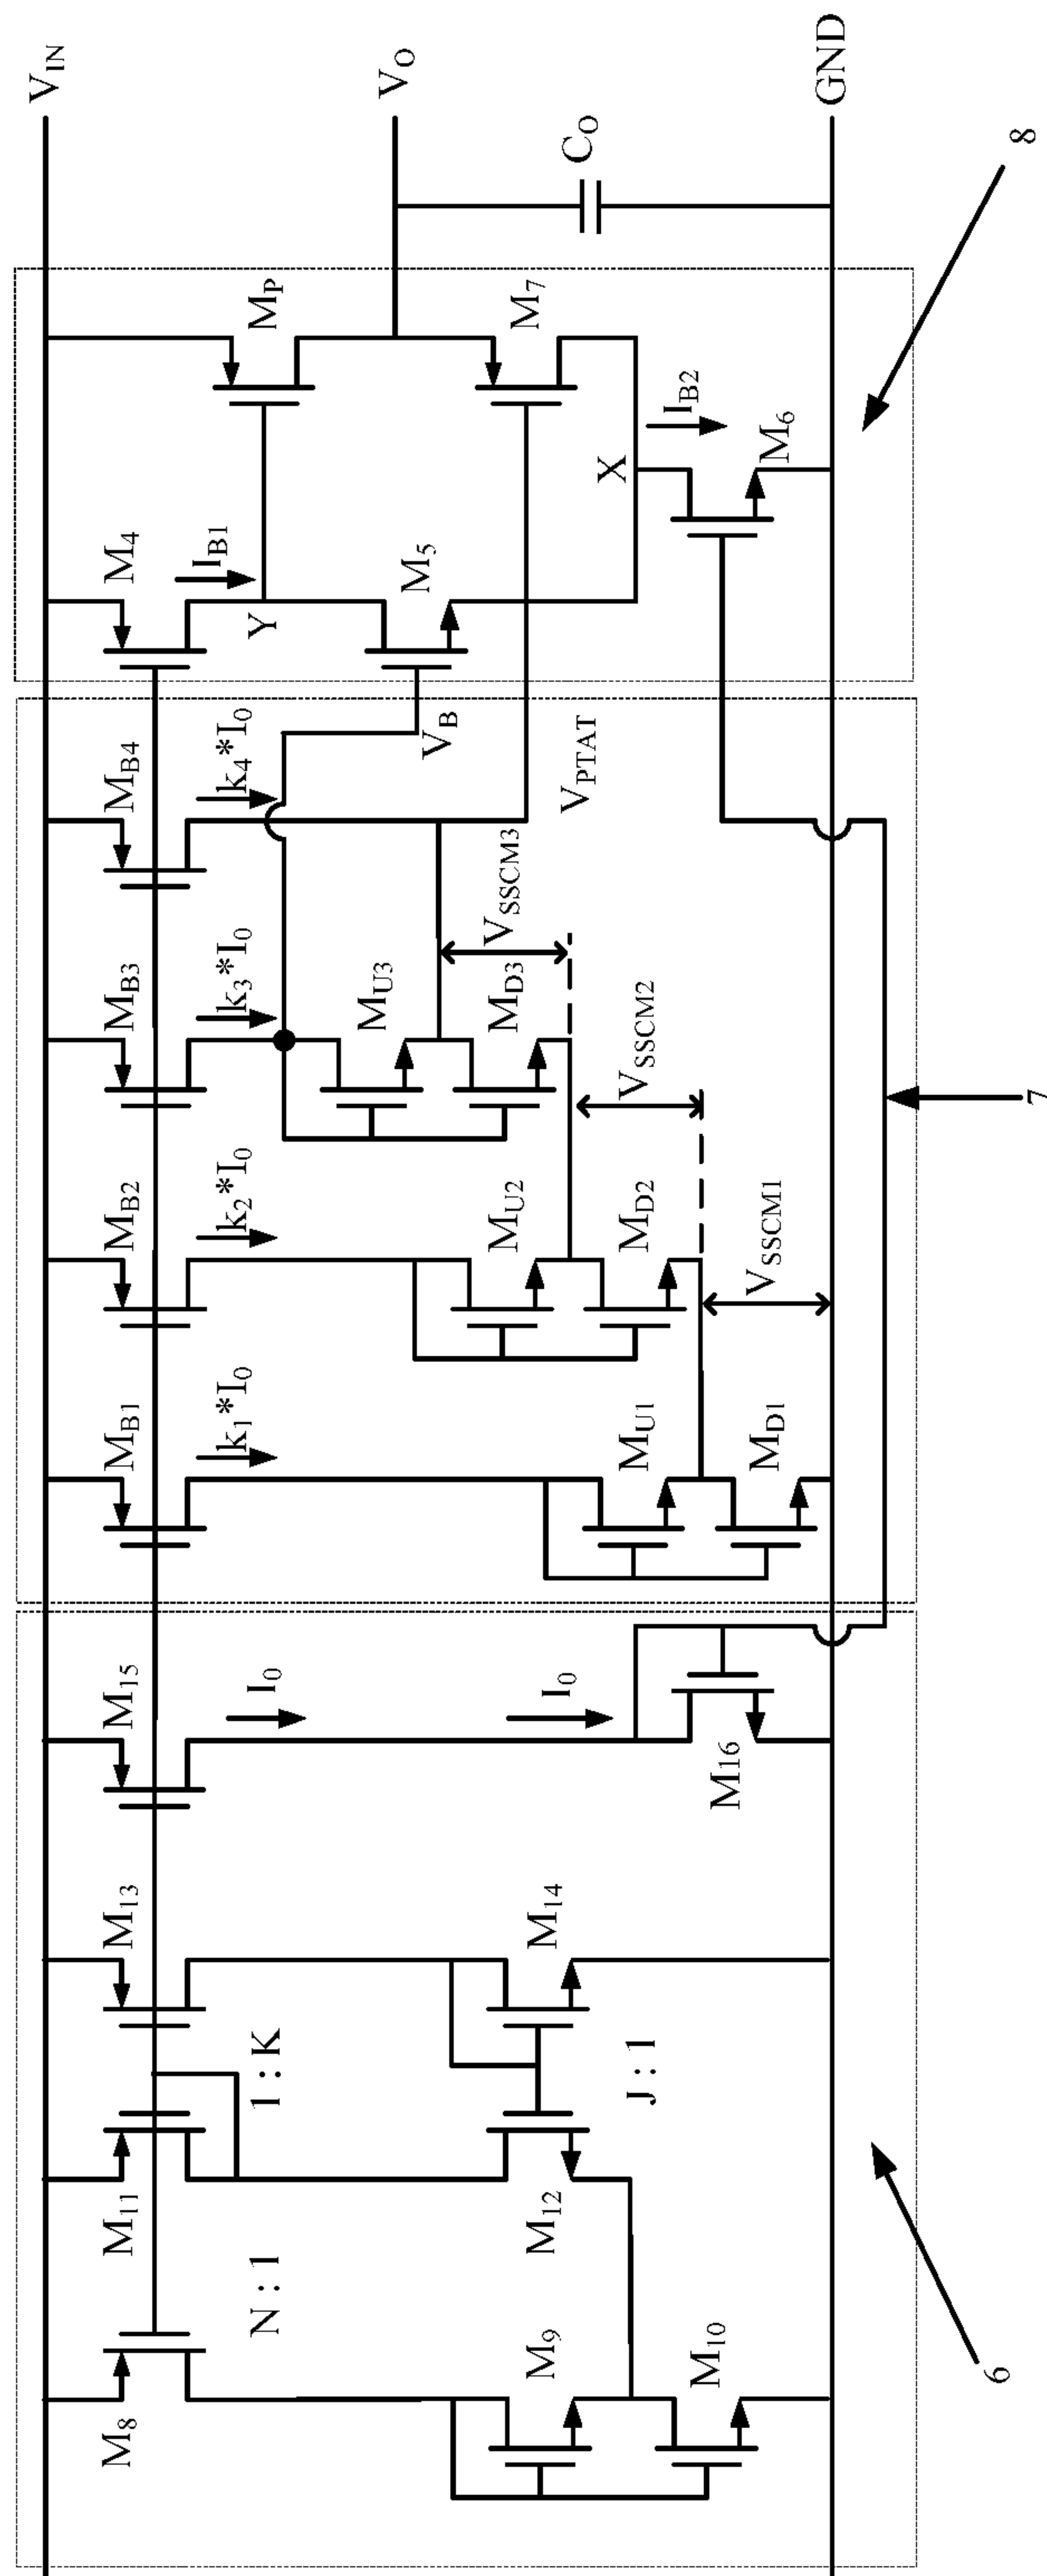 V_IN
V_O
GND
C_O
8
M_P
M_7
M_4
I_B1
Y
M_5
X
I_B2
M_6
M_B4
k_4*I_0
V_B
V_PTAT
M_B3
k_3*I_0
M_U3
M_D3
V_SSCM3
M_B2
k_2*I_0
M_U2
M_D2
V_SSCM2
M_B1
k_1*I_0
M_U1
M_D1
V_SSCM1
7
M_15
I_0
I_0
M_16
M_13
M_14
1 : K
J : 1
M_11
M_12
N : 1
M_8
M_9
M_10
6